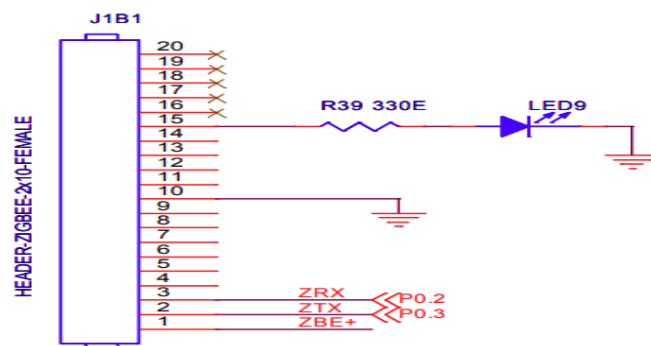 J1B1
HEADER-ZIGBEE-2x10-FEMALE
20
19
18
17
16
15
R39 330E
LED9
14
13
12
11
10
9
8
7
6
5
4
3
ZRX
P0.2
2
ZTX
P0.3
1
ZBE+